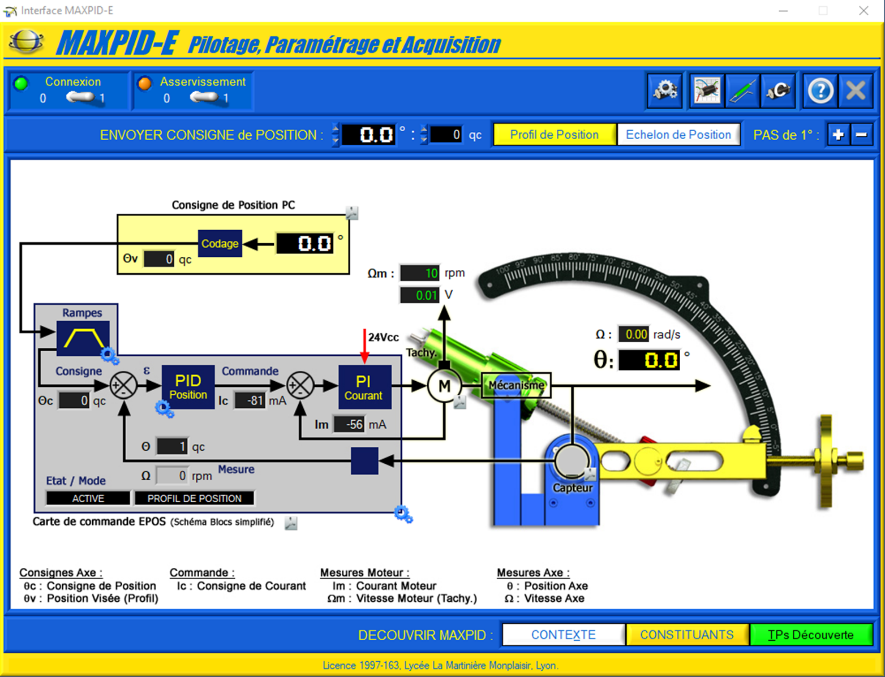 Interface MAXPID-E
MAXPID-E Pilotage, Paramétrage et Acquisition
Connexion
0 1
Asservissement
0 1
ENVOYER CONSIGNE de POSITION : 0.0 ° : 0 qc
Profil de Position
Echelon de Position
PAS de 1° : + −
Consigne de Position PC
Codage
0.0 °
Θv 0 qc
Ωm : 10 rpm
0.01 V
Rampes
24Vcc
Tachy.
Ω : 0.00 rad/s
θ: 0.0 °
Consigne
ε
PID
Position
Commande
PI
Courant
M
Mécanisme
Θc 0 qc
Ic -81 mA
Im -56 mA
Θ 1 qc
Ω 0 rpm
Mesure
Capteur
Etat / Mode
ACTIVE
PROFIL DE POSITION
Carte de commande EPOS (Schéma Blocs simplifié)
Consignes Axe :
θc : Consigne de Position
θv : Position Visée (Profil)
Commande :
Ic : Consigne de Courant
Mesures Moteur :
Im : Courant Moteur
Ωm : Vitesse Moteur (Tachy.)
Mesures Axe :
θ : Position Axe
Ω : Vitesse Axe
DECOUVRIR MAXPID :
CONTEXTE
CONSTITUANTS
TPs Découverte
Licence 1997-163, Lycée La Martinière Monplaisir, Lyon.